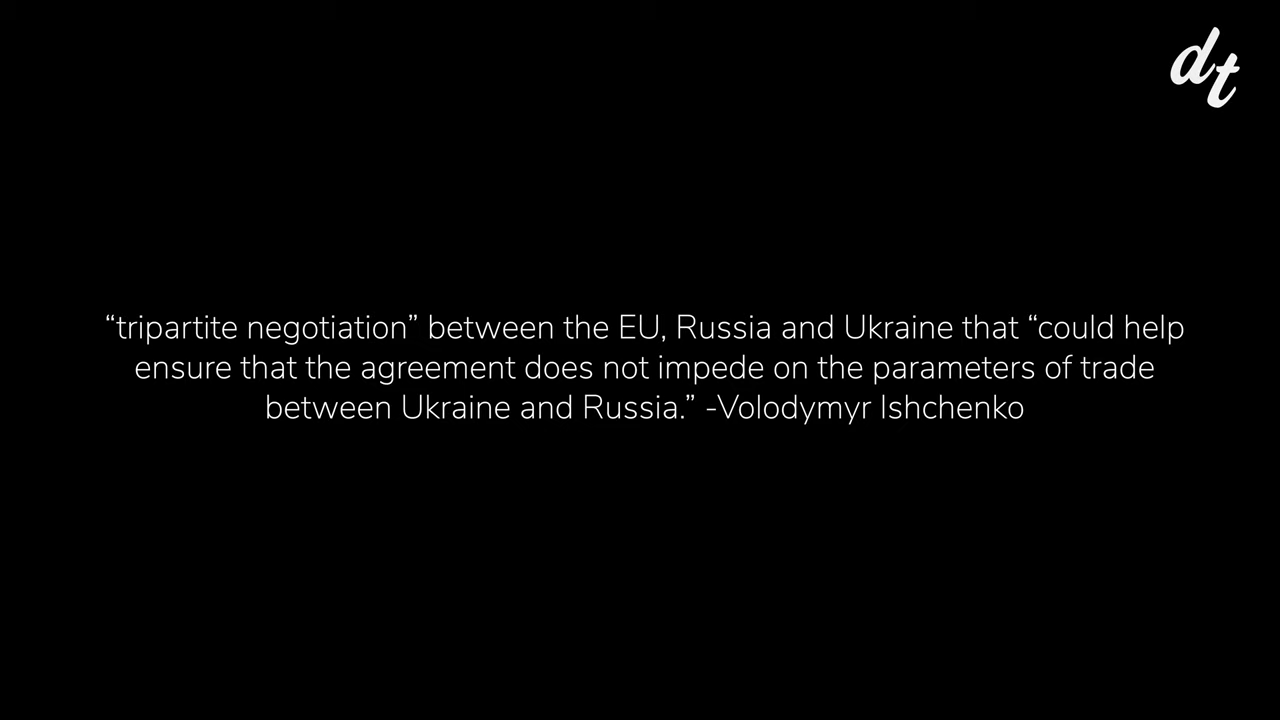 dt
“tripartite negotiation” between the EU, Russia and Ukraine that “could help
ensure that the agreement does not impede on the parameters of trade
between Ukraine and Russia.” -Volodymyr Ishchenko